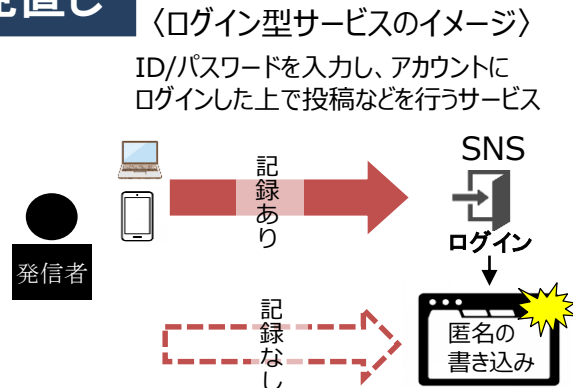 直し
〈ログイン型サービスのイメージ〉
ID/パスワードを入力し、アカウントに
ログインした上で投稿などを行うサービス
SNS
記録あり
ログイン
発信者
記録なし
匿名の
書き込み